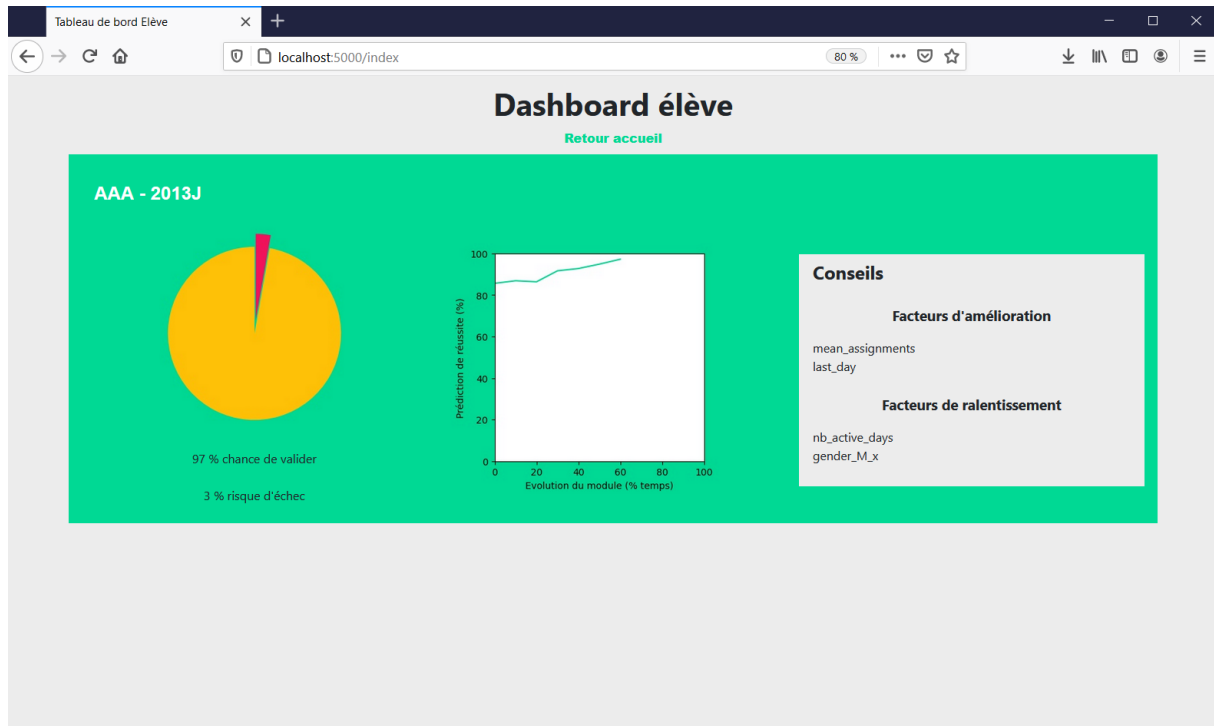 Tableau de bord Elève
localhost:5000/index
80 %
Dashboard élève
Retour accueil
AAA - 2013J
97 % chance de valider
3 % risque d'échec
Prédiction de réussite (%)
100
80
60
40
20
0
0 20 40 60 80 100
Evolution du module (% temps)
Conseils
Facteurs d'amélioration
mean_assignments
last_day
Facteurs de ralentissement
nb_active_days
gender_M_x